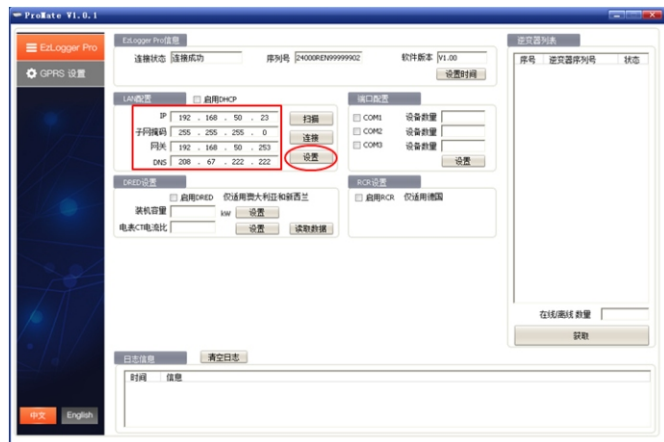 ProMate V1.0.1
EzLogger Pro
GPRS 设置
中文 English
EzLogger Pro信息
连接状态 连接成功 序列号 24000REN99999902 软件版本 V1.00
设置时间
LAN配置 启用DHCP
IP 192 . 168 . 50 . 23 扫描
子网掩码 255 . 255 . 255 . 0 连接
网关 192 . 168 . 50 . 253
DNS 208 . 67 . 222 . 222 设置
端口配置
COM1 设备数量
COM2 设备数量
COM3 设备数量
设置
DRED设置
启用DRED 仅适用澳大利亚和新西兰
装机容量 kW 设置
电表CT电流比 设置 读取数据
RCR设置
启用RCR 仅适用德国
逆变器列表
序号 逆变器序列号 状态
在线/离线 数量
获取
日志信息 清空日志
时间 信息